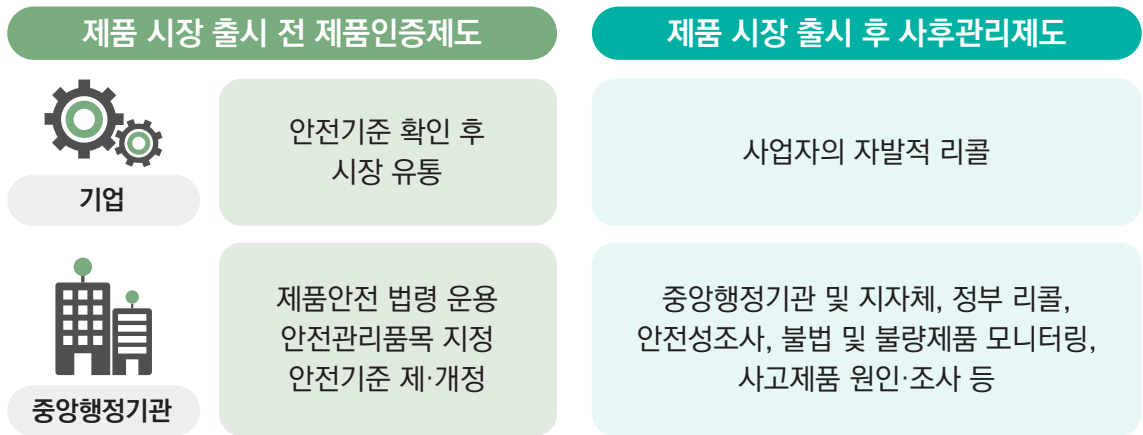 제품 시장 출시 전 제품인증제도
제품 시장 출시 후 사후관리제도
기업
안전기준 확인 후
시장 유통
사업자의 자발적 리콜
중앙행정기관
제품안전 법령 운용
안전관리품목 지정
안전기준 제·개정
중앙행정기관 및 지자체, 정부 리콜,
안전성조사, 불법 및 불량제품 모니터링,
사고제품 원인·조사 등